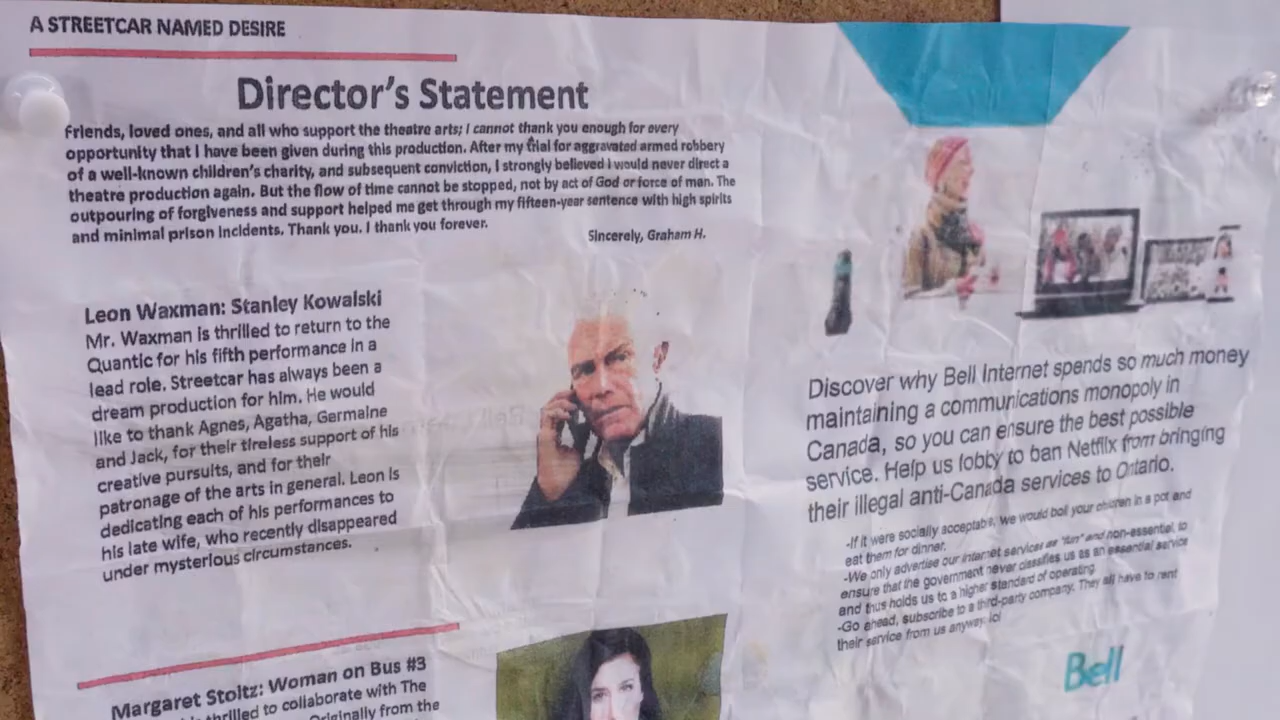 A STREETCAR NAMED DESIRE
Director's Statement
Friends, loved ones, and all who support the theatre arts; I cannot thank you enough for every
opportunity that I have been given during this production. After my trial for aggravated armed robbery
of a well-known children's charity, and subsequent conviction, I strongly believed I would never direct a
theatre production again. But the flow of time cannot be stopped, not by act of God or force of man. The
outpouring of forgiveness and support helped me get through my fifteen-year sentence with high spirits
and minimal prison incidents. Thank you. I thank you forever.
Sincerely, Graham H.
Leon Waxman: Stanley Kowalski
Mr. Waxman is thrilled to return to the
Quantic for his fifth performance in a
lead role. Streetcar has always been a
dream production for him. He would
like to thank Agnes, Agatha, Germaine
and Jack, for their tireless support of his
creative pursuits, and for their
patronage of the arts in general. Leon is
dedicating each of his performances to
his late wife, who recently disappeared
under mysterious circumstances.
Margaret Stoltz: Woman on Bus #3
thrilled to collaborate with The
Originally from the
Discover why Bell Internet spends so much money
maintaining a communications monopoly in
Canada, so you can ensure the best possible
service. Help us lobby to ban Netflix from bringing
their illegal anti-Canada services to Ontario.
-If it were socially acceptable, we would boil your children in a pot and
eat them for dinner.
-We only advertise our internet services as "fun" and non-essential to
ensure that the government never classifies us as an essential service
and thus holds us to a higher standard of operating
-Go ahead, subscribe to a third-party company. They all have to rent
their service from us anyway. lol
Bell